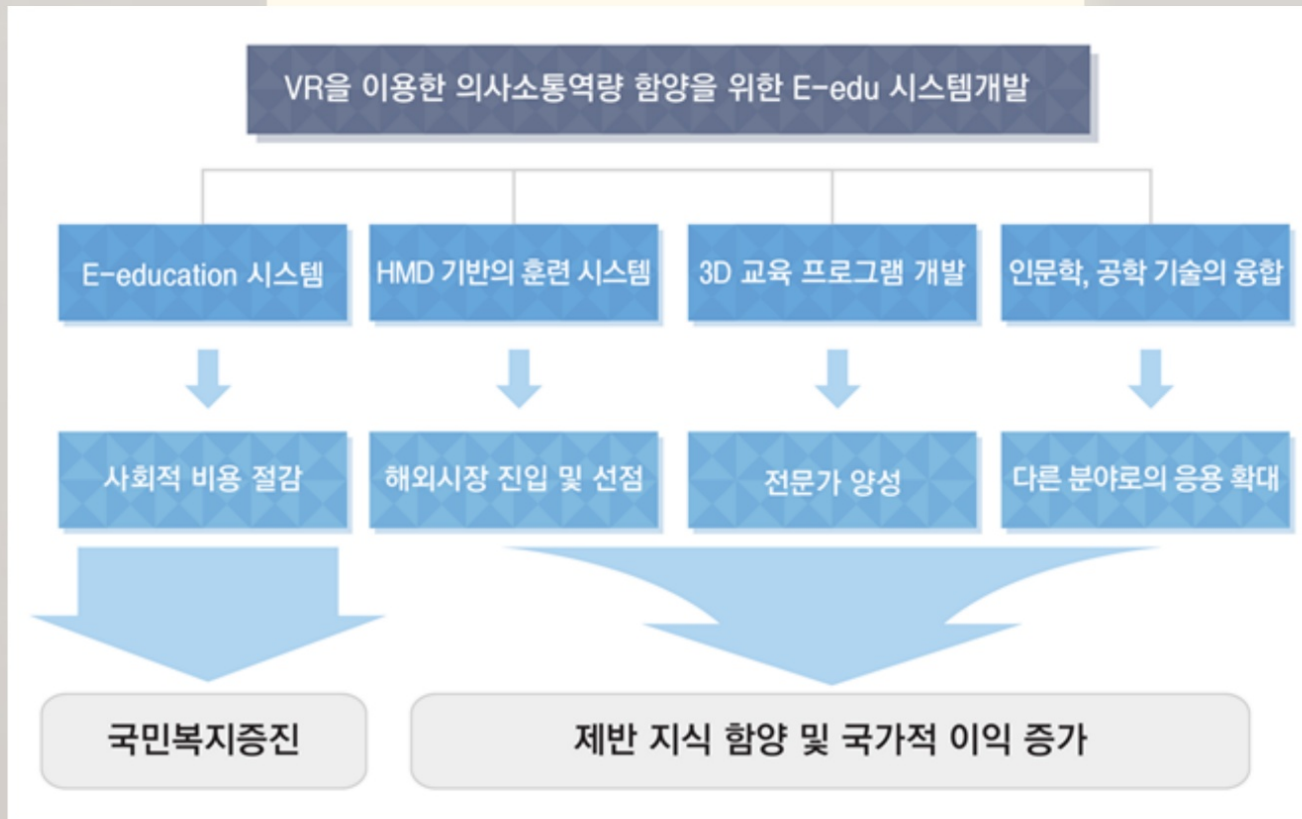 VR을 이용한 의사소통역량 함양을 위한 E-edu 시스템개발
E-education 시스템
HMD 기반의 훈련 시스템
3D 교육 프로그램 개발
인문학, 공학 기술의 융합
사회적 비용 절감
해외시장 진입 및 선점
전문가 양성
다른 분야로의 응용 확대
국민복지증진
제반 지식 함양 및 국가적 이익 증가